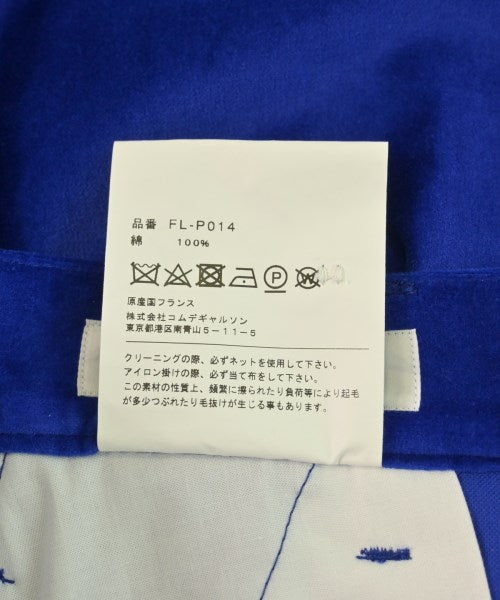 品番 FL-P014
綿 100%
P W
原産国フランス
株式会社コムデギャルソン
東京都港区南青山5-11-5
クリーニングの際、必ずネットを使用して下さい。
アイロン掛けの際、必ず当て布をして下さい。
この素材の性質上、頻繁に擦られたり負荷等により起毛
が多少つぶれたり毛抜けが生じる事もあります。